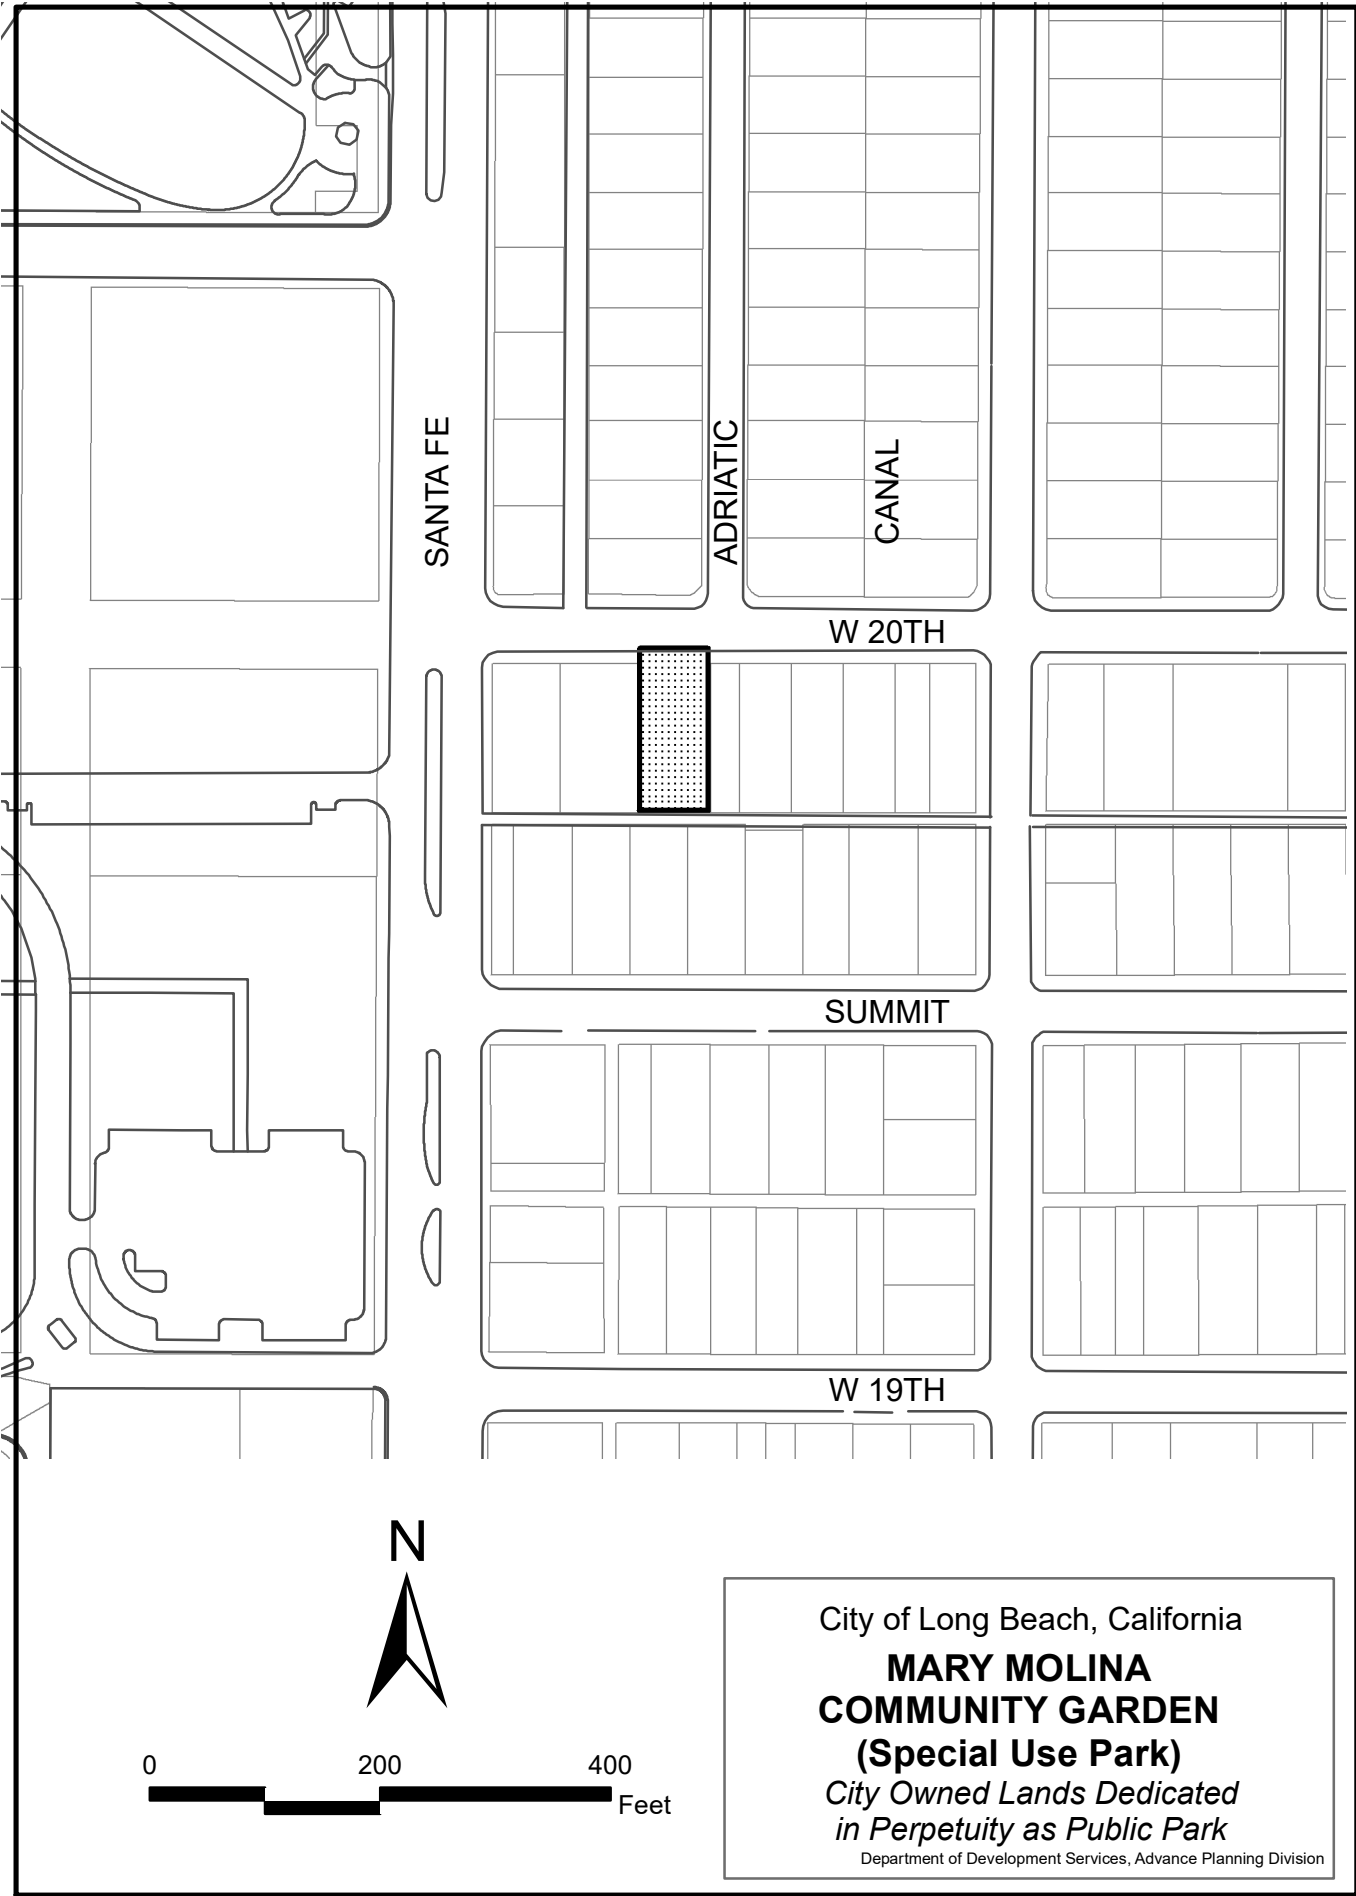 SANTA FE
ADRIATIC
CANAL
W 20TH
SUMMIT
W 19TH
N
0 200 400
Feet
City of Long Beach, California
MARY MOLINA
COMMUNITY GARDEN
(Special Use Park)
City Owned Lands Dedicated
in Perpetuity as Public Park
Department of Development Services, Advance Planning Division